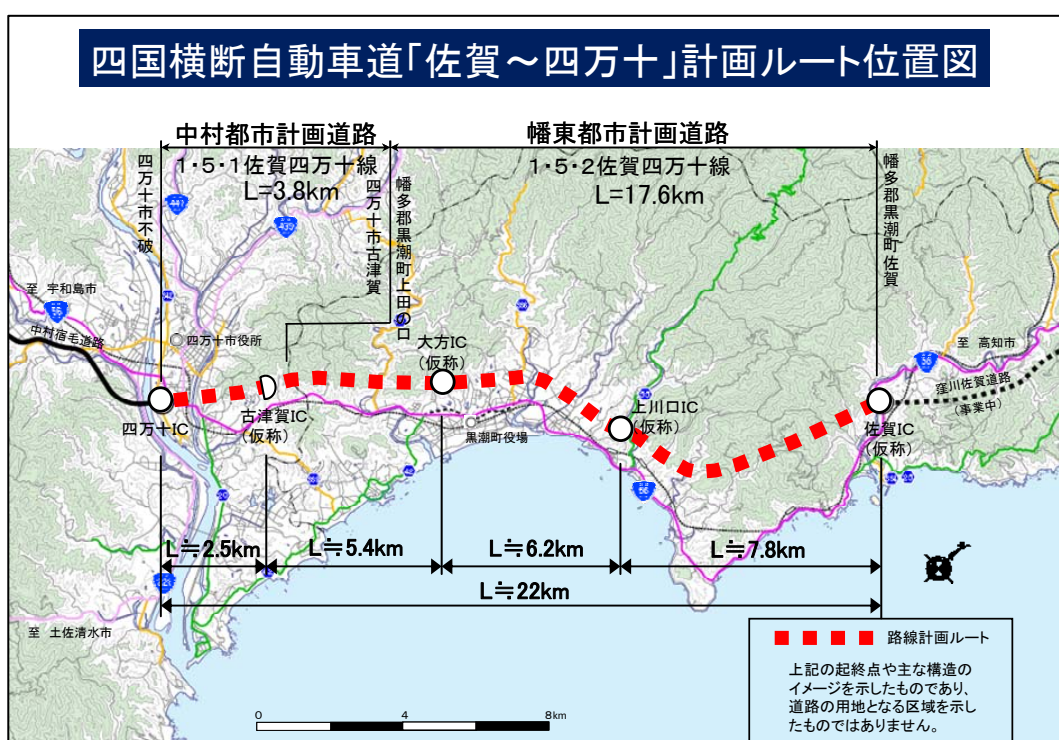 四国横断自動車道「佐賀～四万十」計画ルート位置図
中村都市計画道路
幡東都市計画道路
1・5・1佐賀四万十線
L=3.8km
1・5・2佐賀四万十線
L=17.6km
四万十市不破
四万十市古津賀
幡多郡黒潮町上田の口
幡多郡黒潮町佐賀
441
439
至 宇和島市
56
中村宿毛道路
四万十市役所
大方IC
(仮称)
至 高知市
56
窪川佐賀道路
(事業中)
四万十IC
古津賀IC
(仮称)
黒潮町役場
上川口IC
(仮称)
佐賀IC
(仮称)
56
L≒2.5km
L≒5.4km
L≒6.2km
L≒7.8km
L≒22km
321
至 土佐清水市
路線計画ルート
上記の起終点や主な構造の
イメージを示したものであり、
道路の用地となる区域を示し
たものではありません。
0 4 8km